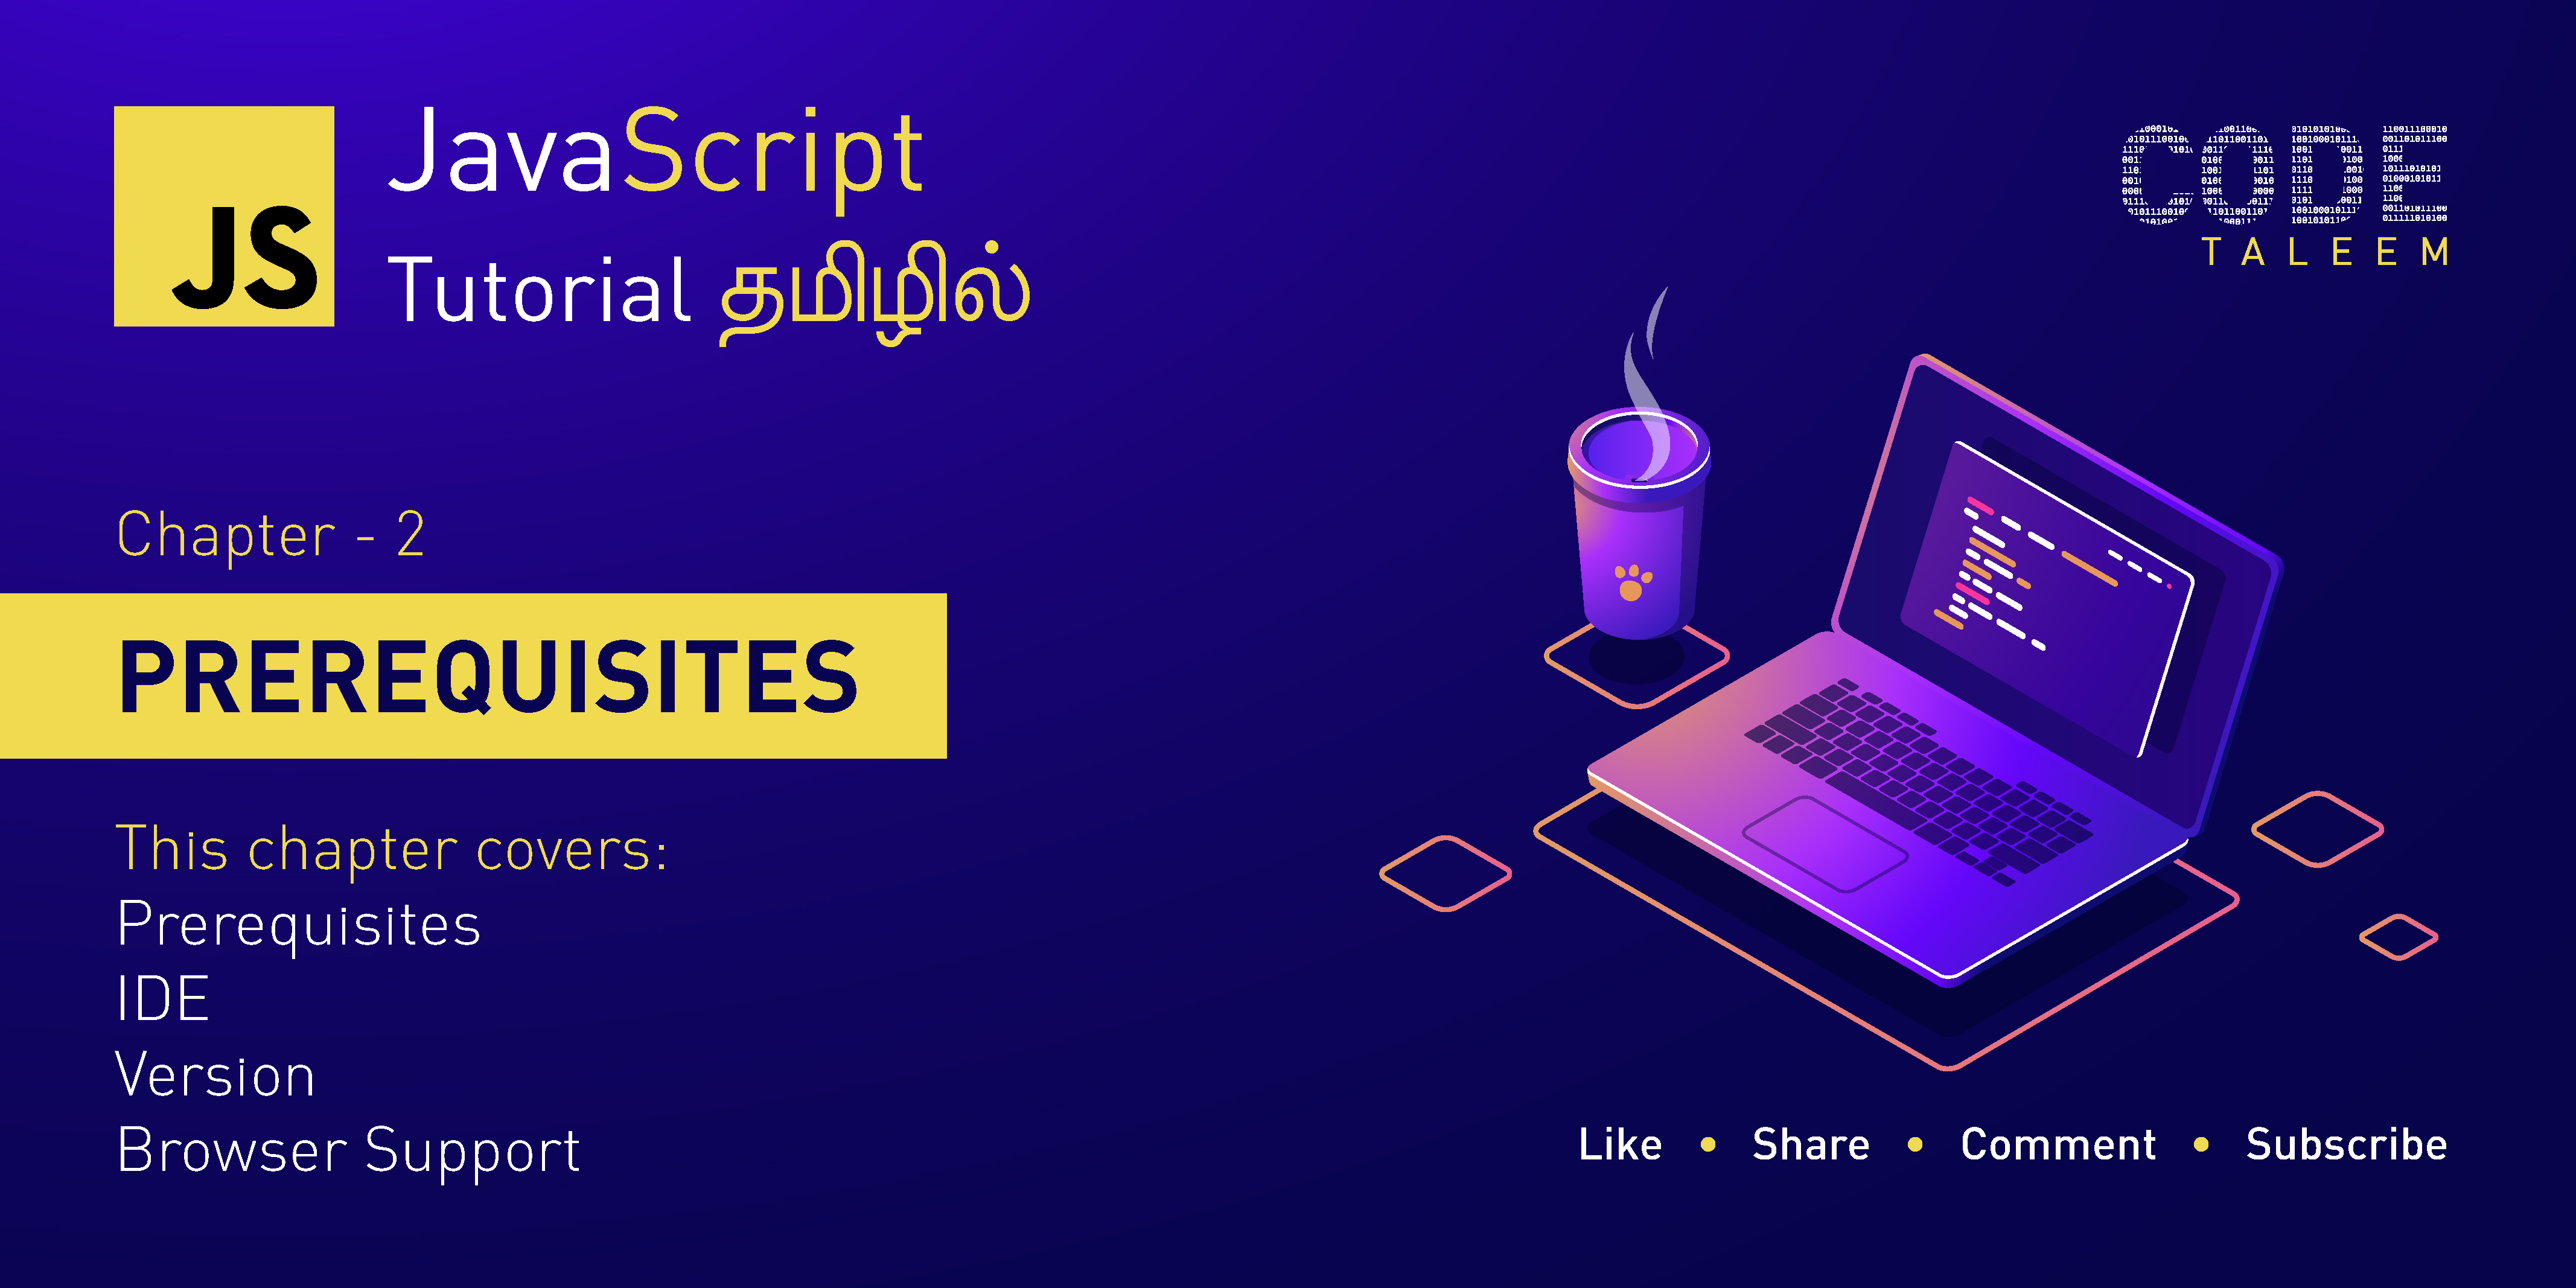 JS
JavaScript
Tutorial தமிழில்
CODE
TALEEM
Chapter - 2
PREREQUISITES
This chapter covers:
Prerequisites
IDE
Version
Browser Support
Like • Share • Comment • Subscribe